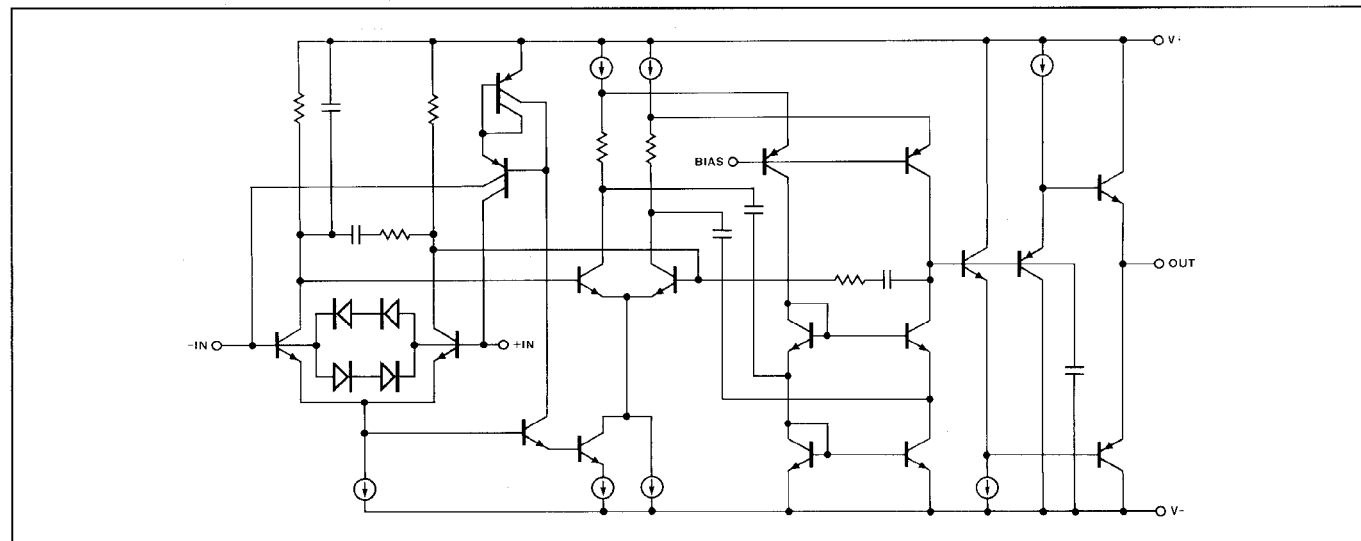 V+
BIAS
OUT
-IN
+IN
V-